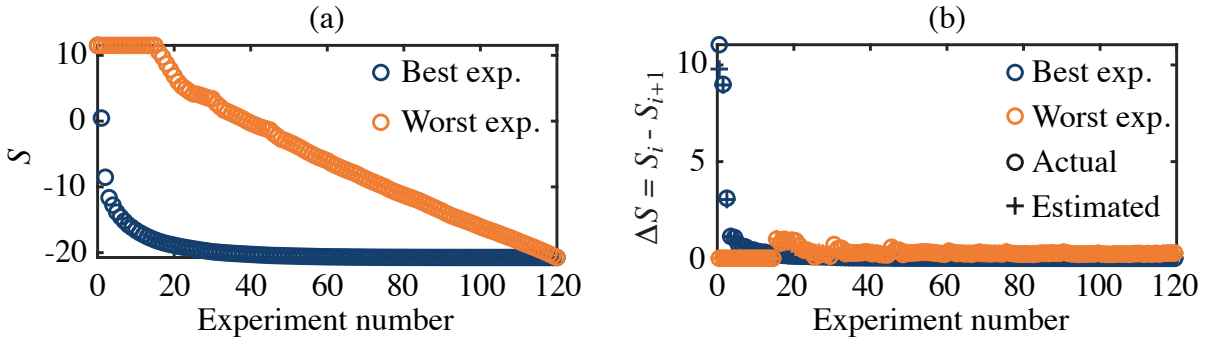 (a)
10
0
-10
-20
S
0 20 40 60 80 100 120
Experiment number
Best exp.
Worst exp.
(b)
10
5
0
ΔS = S_i - S_{i+1}
0 20 40 60 80 100 120
Experiment number
Best exp.
Worst exp.
Actual
Estimated